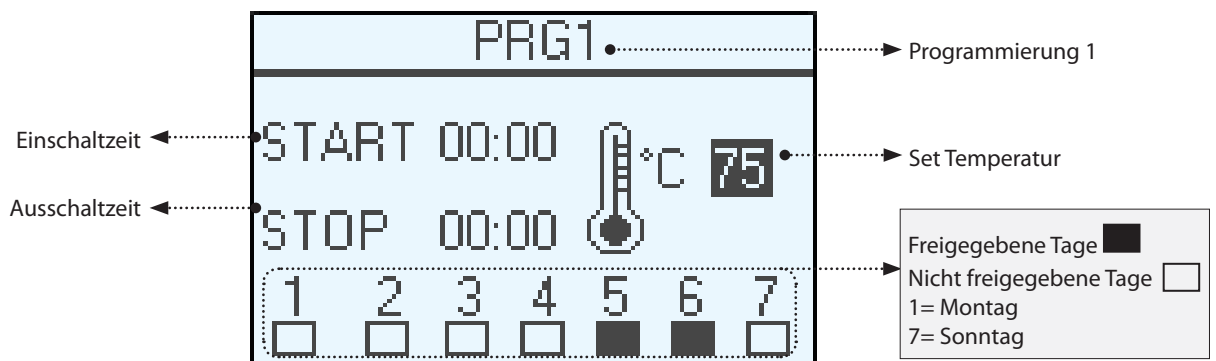 PRG1
Programmierung 1
Einschaltzeit
START 00:00
°C 75
Set Temperatur
Ausschaltzeit
STOP 00:00
1 2 3 4 5 6 7
Freigegebene Tage
Nicht freigegebene Tage
1= Montag
7= Sonntag